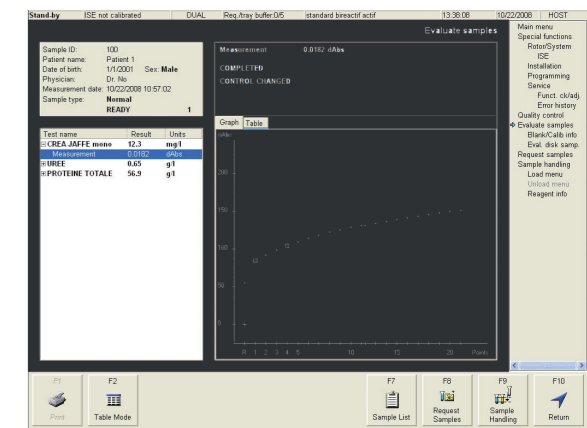 Stand-by ISE not calibrated DUAL Req./tray buffer:0/5 standard bireactif actif 13:38:08 10/22/2008 HOST
Evaluate samples
Sample ID: 100
Patient name: Patient 1
Date of birth: 1/1/2001 Sex: Male
Physician: Dr. No
Measurement date: 10/22/2008 10:57:02
Sample type: Normal
READY 1
Measurement 0.0182 dAbs
COMPLETED
CONTROL CHANGED
Test name Result Units
CREA JAFFE mono 12.3 mg/l
Measurement 0.0182 dAbs
UREE 0.65 g/l
PROTEINE TOTALE 56.9 g/l
Graph Table
mAbs
200
150
100
50
0
R 1 2 3 4 5 10 15 20 Points
Main menu
Special functions
Rotor/System
ISE
Installation
Programming
Service
Funct. ck/adj.
Error history
Quality control
Evaluate samples
Blank/Calib info
Eval. disk samp.
Request samples
Sample handling
Load menu
Unload menu
Reagent info
F1
Print
F2
Table Mode
F7
Sample List
F8
Request Samples
F9
Sample Handling
F10
Return